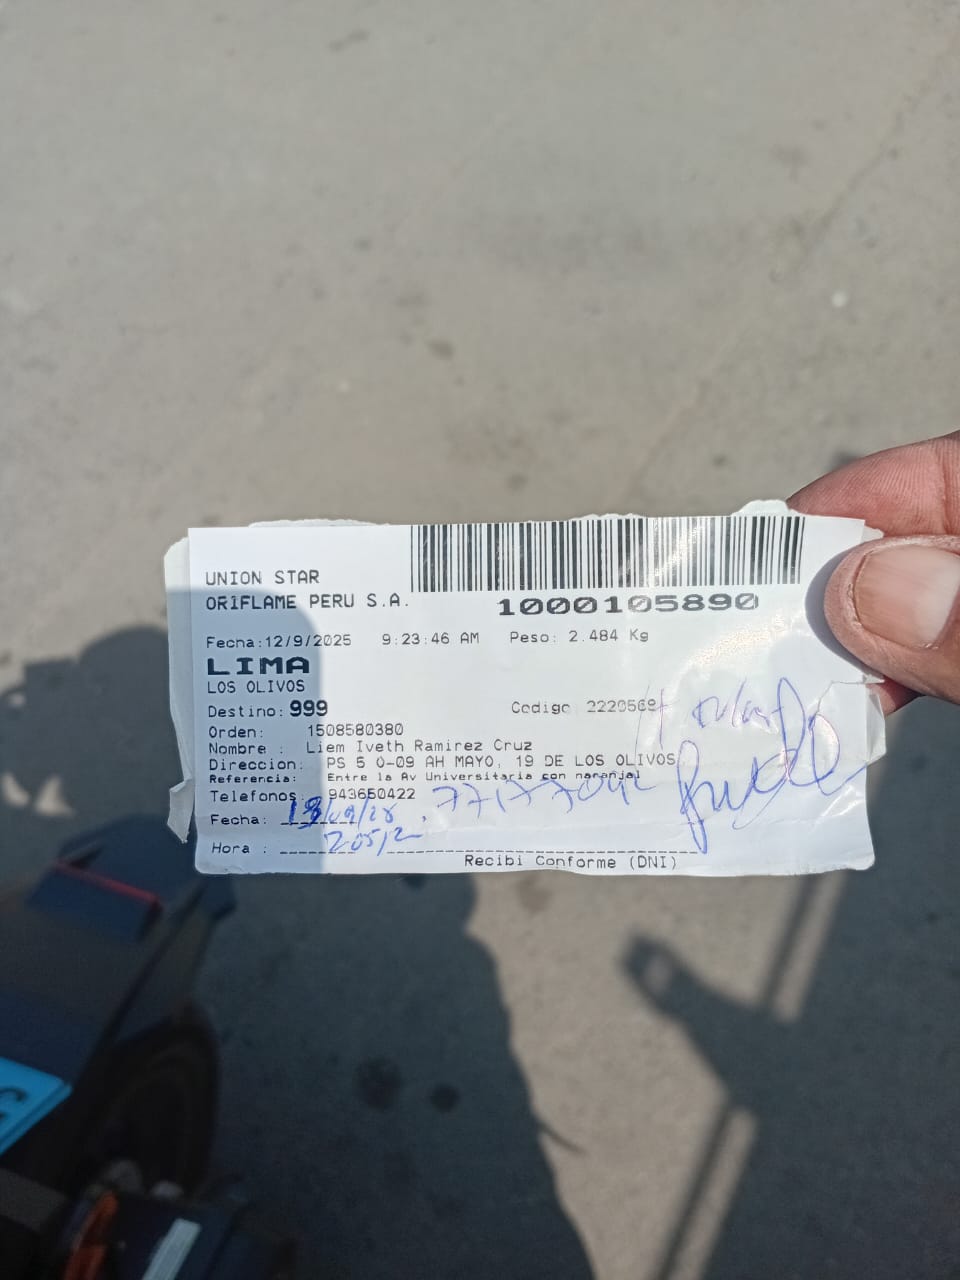 UNION STAR
ORIFLAME PERU S.A.
1000105890
Fecha:12/9/2025 9:23:46 AM Peso: 2.484 Kg
LIMA
LOS OLIVOS
Destino: 999 Codigo 2220569
Orden: 1508580380
Nombre : Liem Iveth Ramirez Cruz
Direccion: PS 5 O-09 AH MAYO, 19 DE LOS OLIVOS
Referencia: Entre la Av Universitaria con naranjal
Telefonos: 943650422
Fecha:
Hora :
Recibi Conforme (DNI)